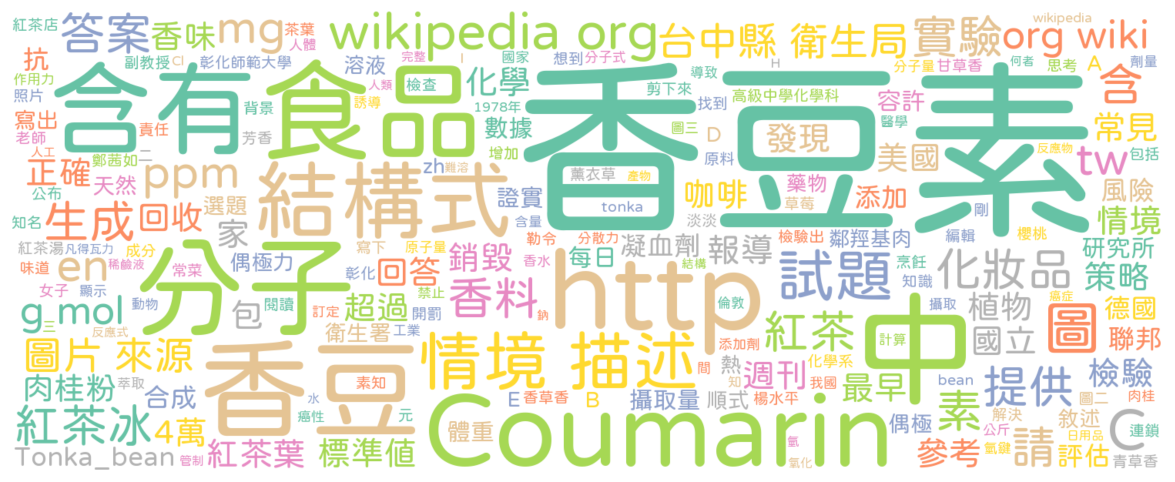 紅茶店 答案 香味 茶葉 人體 mg wikipedia org 台中縣 衛生局 實驗 org wiki wikipedia
抗 副教授 CI 彰化師範大學 溶液 化學 完整 I 國家 想到 分子式 剪下來 導致 H 分子量 甘草香 何者 思考 A 劑量
作用力 照片 含有 食品 香豆素 人類 檢查 誘導 1978年 高級中學化學科 找到 容許 醫學 含
寫出 老師 責任 背景 芳香 數據 圖三 D 發現 美國 常見 反應物
人工 鄭茜如 二 正確 天然 ppm 結構式 增加 zh 難溶 薰衣草 產物 原料 草莓 咖啡 藥物 添加 tw 包括
公布 知名 生成 回收 選題 家 證實 tonka 淡淡 剛 編輯 櫻桃 風險 情境
紅茶湯 凡得瓦力 成分 寫下 原子量 含量 勒令 分散力 每日 凝血劑 報導 檢驗出 鄰羥基肉 研究所
味道 稀鹼液 en 常菜 偶極力 回答 銷毀 香水 結構 試題 化妝品 烹飪 知識 策略
女子 顯示 g mol 分子 包 超過 香料 彰化 禁止 鈉 http 倫敦 中 攝取 癌症 植物 德國
三 反應式 動物 衛生署 閱讀 訂定 開罰 工業 添加劑 紅茶 計算 國立 圖 聯邦
圖片 來源 香豆 情境 描述 間 熱 化學系 我國 bean 肉桂
肉桂粉 萃取 合成 素知 知 週刊 最早 提供 檢驗
紅茶冰 4萬 癌性 水 元 體重 Coumarin E 香草香 B 攝取量 順式 楊水平 偶極 素 敘述 圖二 解決 公斤 日用品 連鎖 C
Tonka_bean 管制 紅茶葉 標準值 氫 氧化 參考 請 氫鍵 評估 青草香